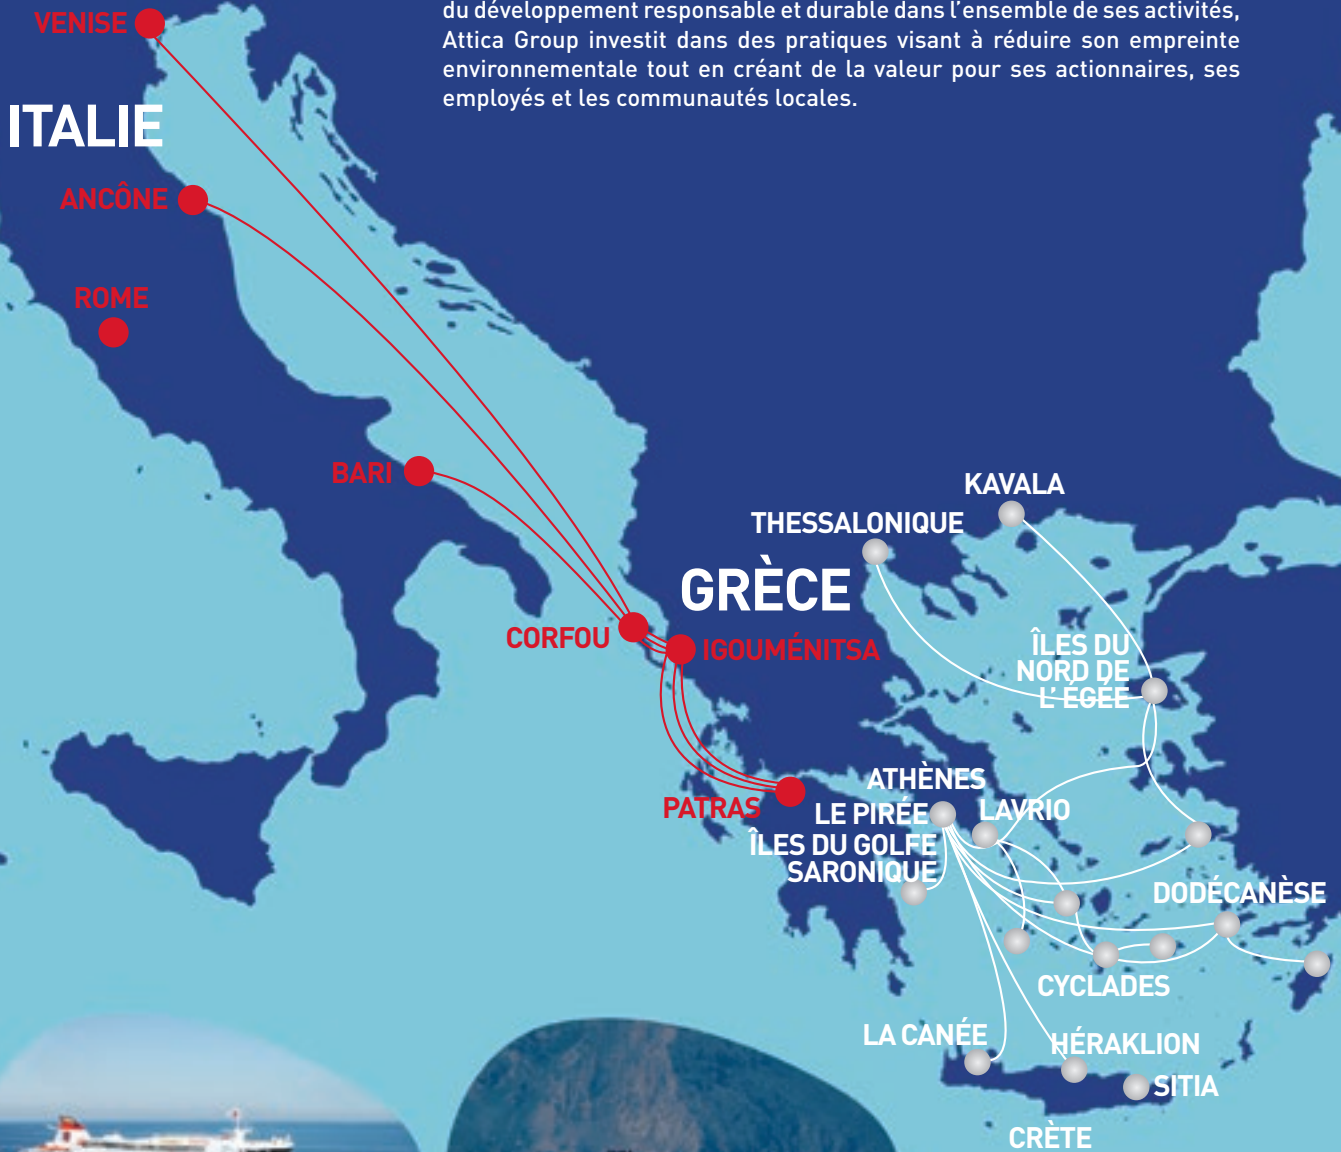 du développement responsable et durable dans l'ensemble de ses activités,
Attica Group investit dans des pratiques visant à réduire son empreinte
environnementale tout en créant de la valeur pour ses actionnaires, ses
employés et les communautés locales.
VENISE
ITALIE
ANCÔNE
ROME
BARI
CORFOU
IGOUMÉNITSA
PATRAS
GRÈCE
KAVALA
THESSALONIQUE
ÎLES DU
NORD DE
L' ÉGÉE
ATHÈNES
LE PIRÉE
LAVRIO
ÎLES DU GOLFE
SARONIQUE
DODÉCANÈSE
CYCLADES
LA CANÉE
HÉRAKLION
SITIA
CRÈTE